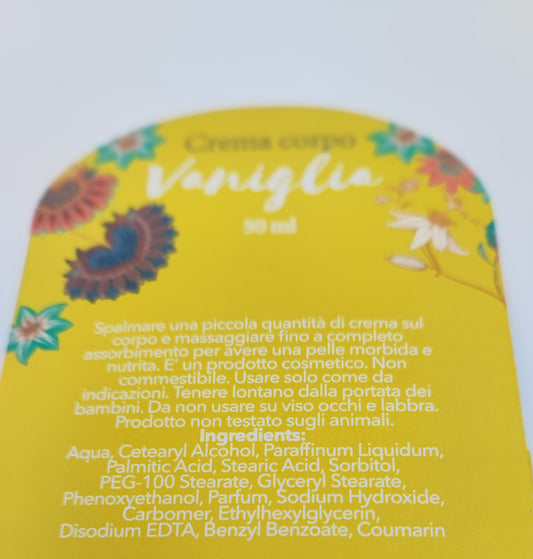 Crema corpo
Vaniglia
50 ml
Spalmare una piccola quantità di crema sul
corpo e massaggiare fino a completo
assorbimento per avere una pelle morbida e
nutrita. E' un prodotto cosmetico. Non
commestibile. Usare solo come da
indicazioni. Tenere lontano dalla portata dei
bambini. Da non usare su viso occhi e labbra.
Prodotto non testato sugli animali.
Ingredients:
Aqua, Cetearyl Alcohol, Paraffinum Liquidum,
Palmitic Acid, Stearic Acid, Sorbitol,
PEG-100 Stearate, Glyceryl Stearate,
Phenoxyethanol, Parfum, Sodium Hydroxide,
Carbomer, Ethylhexylglycerin,
Disodium EDTA, Benzyl Benzoate, Coumarin